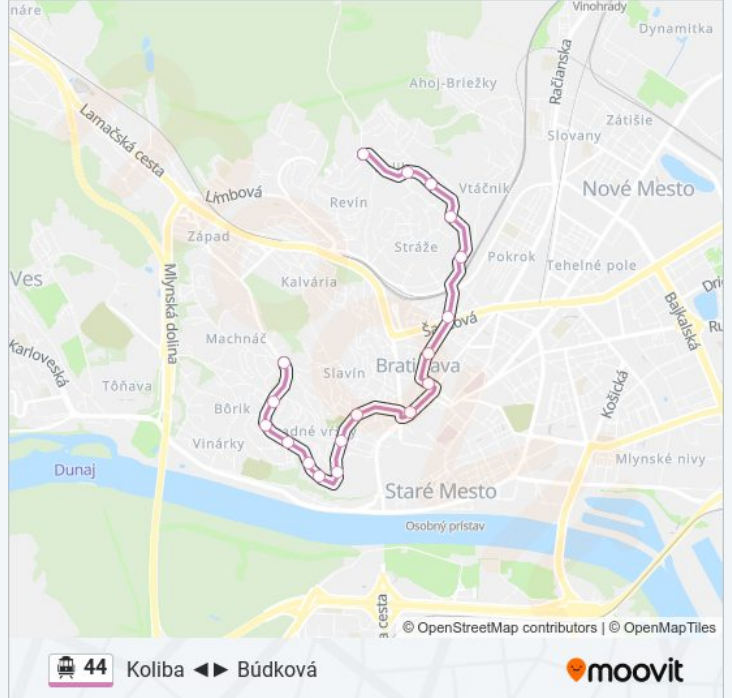 náre
Vinohrady
Dynamitka
Račianska
Ahoj-Briežky
Lamačská cesta
Zátišie
Slovany
Vtáčnik
Nové Mesto
Limbová
Revín
Západ
Stráže
Pokrok
Tehelné pole
Ves
Kalvária
Mlynská dolina
Bajkalská
Machnáč
Karloveská
Slavín
Tôňava
Košická
Bôrik
Vinárky
Mlynské nivy
Dunaj
Staré Mesto
Osobný prístav
cesta
© OpenStreetMap contributors | © OpenMapTiles
44 Koliba ◄► Búdková
moovit